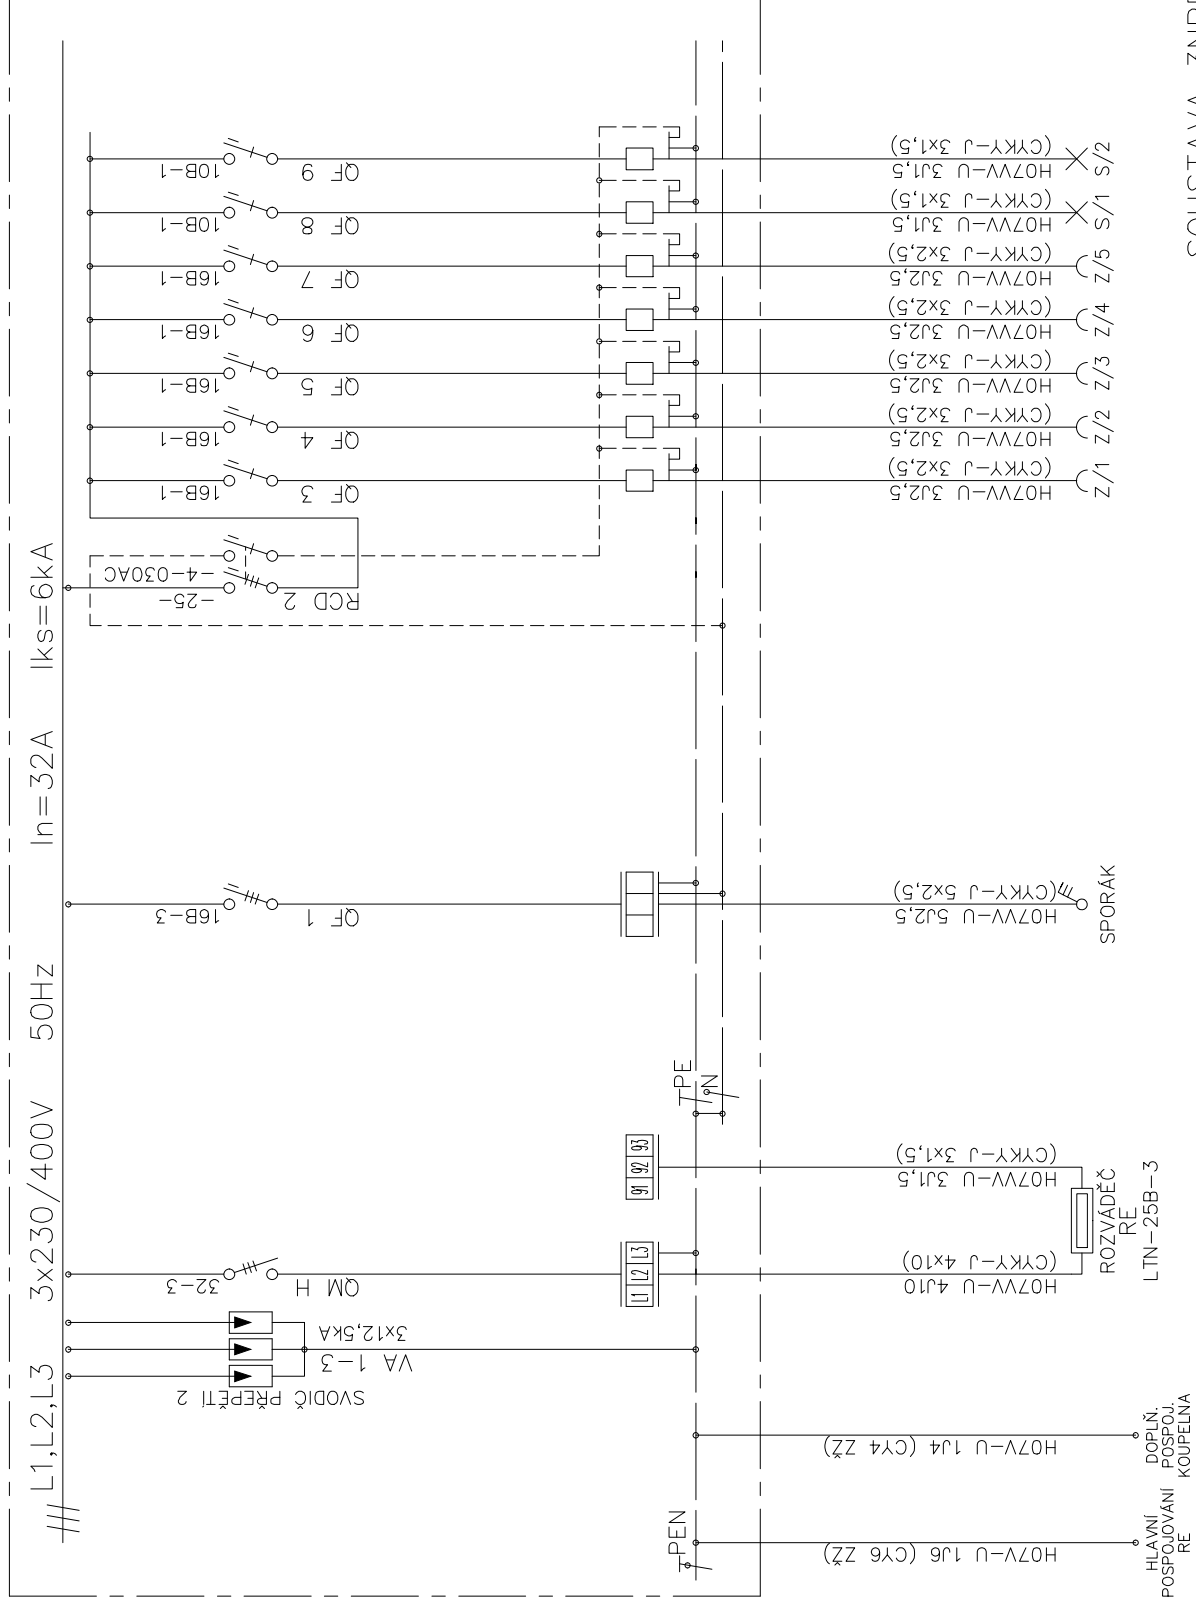 L1,L2,L3 3x230/400V 50Hz In=32A Iks=6kA
SVODIČ PŘEPĚTÍ 2
VA 1-3
3x12,5kA
32-3
QM H
16B-3
QF 1
-25-
-4-030AC
RCD 2
16B-1
QF 3
16B-1
QF 4
16B-1
QF 5
16B-1
QF 6
16B-1
QF 7
10B-1
QF 8
10B-1
QF 9
L1 L2 L3
91 92 93
PEN
PE
N
H07V-U 1J6 (CY6 ZŽ)
H07V-U 1J4 (CY4 ZŽ)
H07VV-U 4J10
(CYKY-J 4x10)
H07VV-U 3J1,5
(CYKY-J 3x1,5)
H07VV-U 5J2,5
(CYKY-J 5x2,5)
H07VV-U 3J2,5
(CYKY-J 3x2,5)
H07VV-U 3J2,5
(CYKY-J 3x2,5)
H07VV-U 3J2,5
(CYKY-J 3x2,5)
H07VV-U 3J2,5
(CYKY-J 3x2,5)
H07VV-U 3J2,5
(CYKY-J 3x2,5)
H07VV-U 3J1,5
(CYKY-J 3x1,5)
H07VV-U 3J1,5
(CYKY-J 3x1,5)
HLAVNÍ
POSPOJOVÁNÍ
RE
DOPLŇ.
POSPOJ.
KOUPELNA
ROZVÁDĚČ
RE
LTN-25B-3
SPORÁK
Z/1
Z/2
Z/3
Z/4
Z/5
S/1
S/2
SOUSTAVA